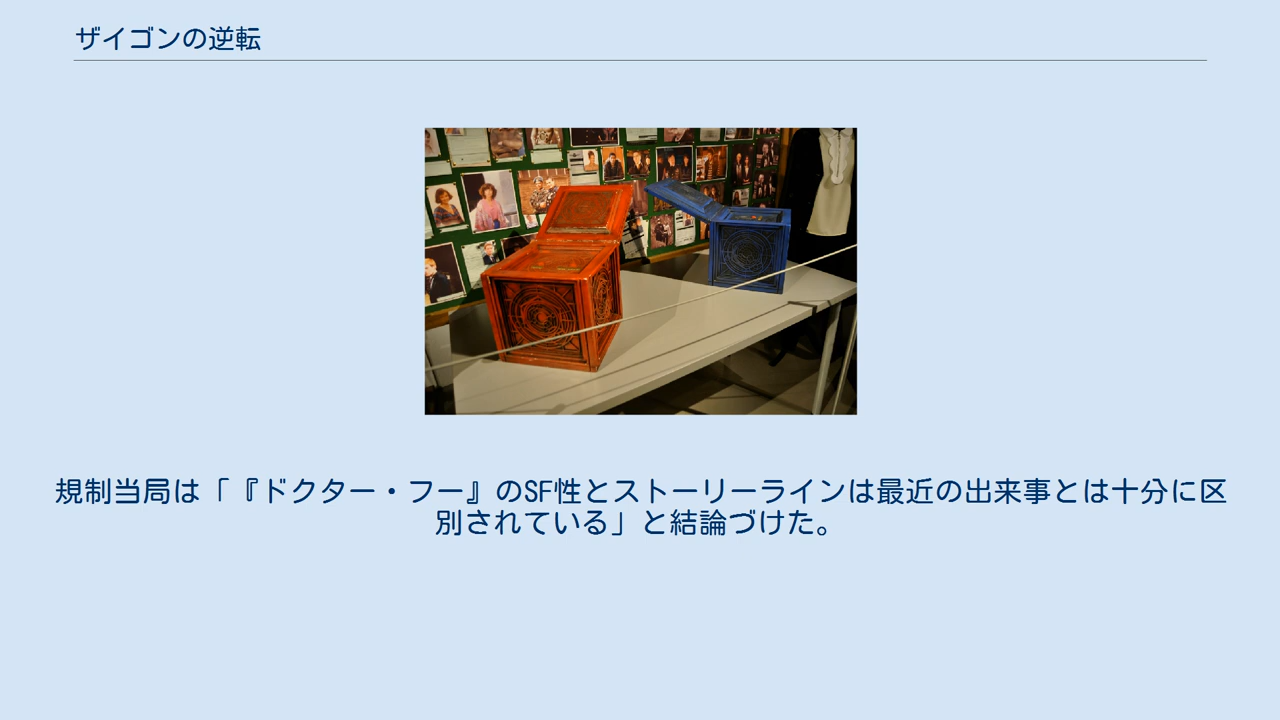 ザイゴンの逆転
規制当局は「『ドクター・フー』のSF性とストーリーラインは最近の出来事とは十分に区
別されている」と結論づけた。